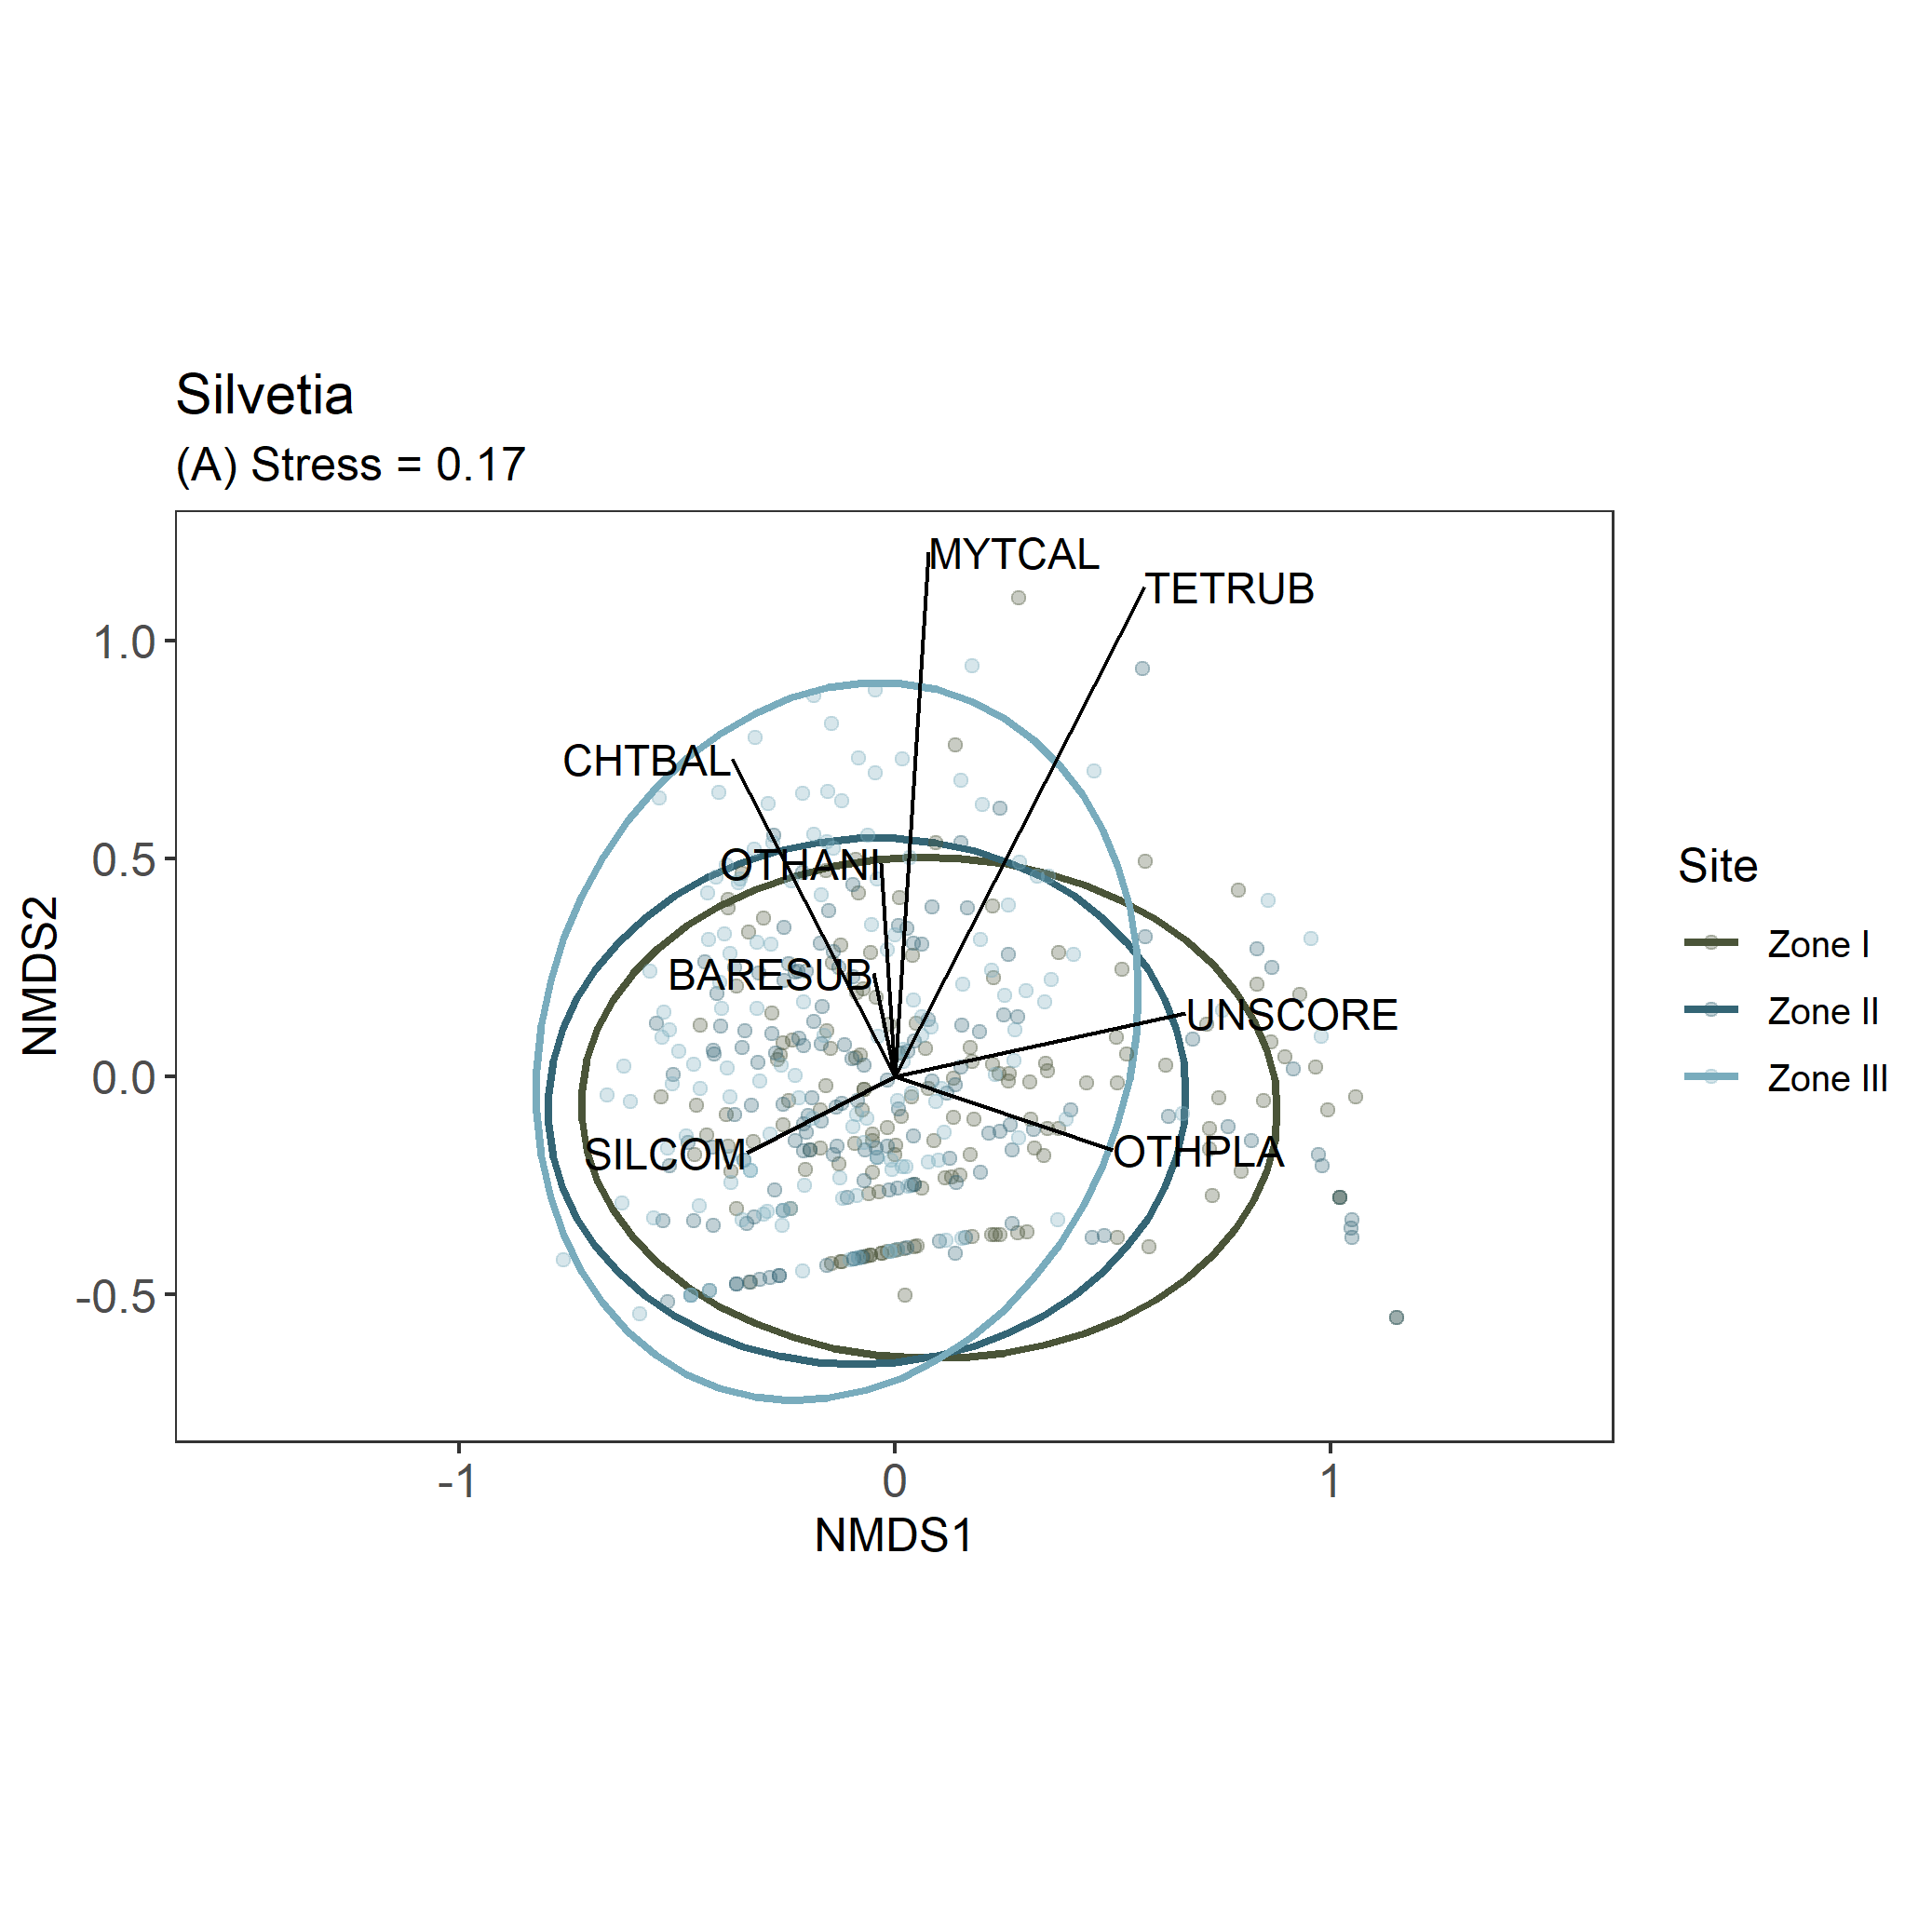 Silvetia
(A) Stress = 0.17
MYTCAL
TETRUB
1.0
CHTBAL
0.5
OTHANI
BARESUB
UNSCORE
0.0
OTHPLA
SILCOM
-0.5
NMDS2
-1
0
1
NMDS1
Site
Zone I
Zone II
Zone III